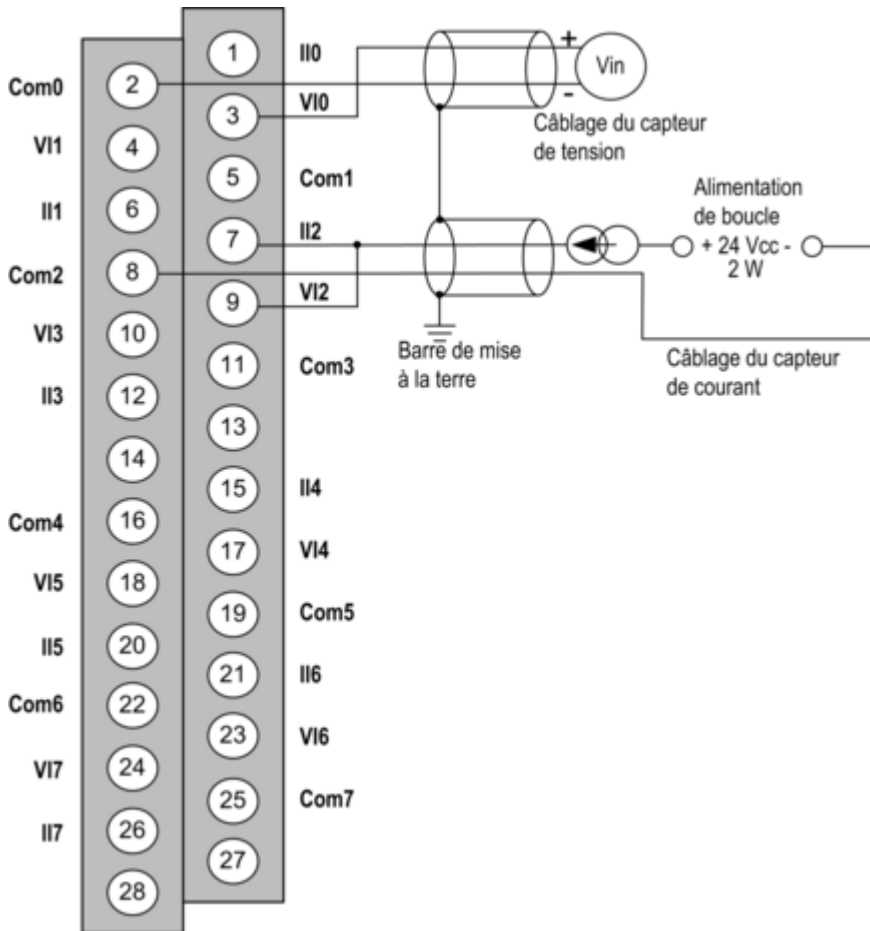 1 II0
Com0 2
3 VI0
VI1 4
5 Com1
II1 6
7 II2
Com2 8
9 VI2
VI3 10
11 Com3
II3 12
13
14
15 II4
Com4 16
17 VI4
VI5 18
19 Com5
II5 20
21 II6
Com6 22
23 VI6
VI7 24
25 Com7
II7 26
27
28
+
Vin
-
Câblage du capteur
de tension
Alimentation
de boucle
+ 24 Vcc -
2 W
Barre de mise
à la terre
Câblage du capteur
de courant